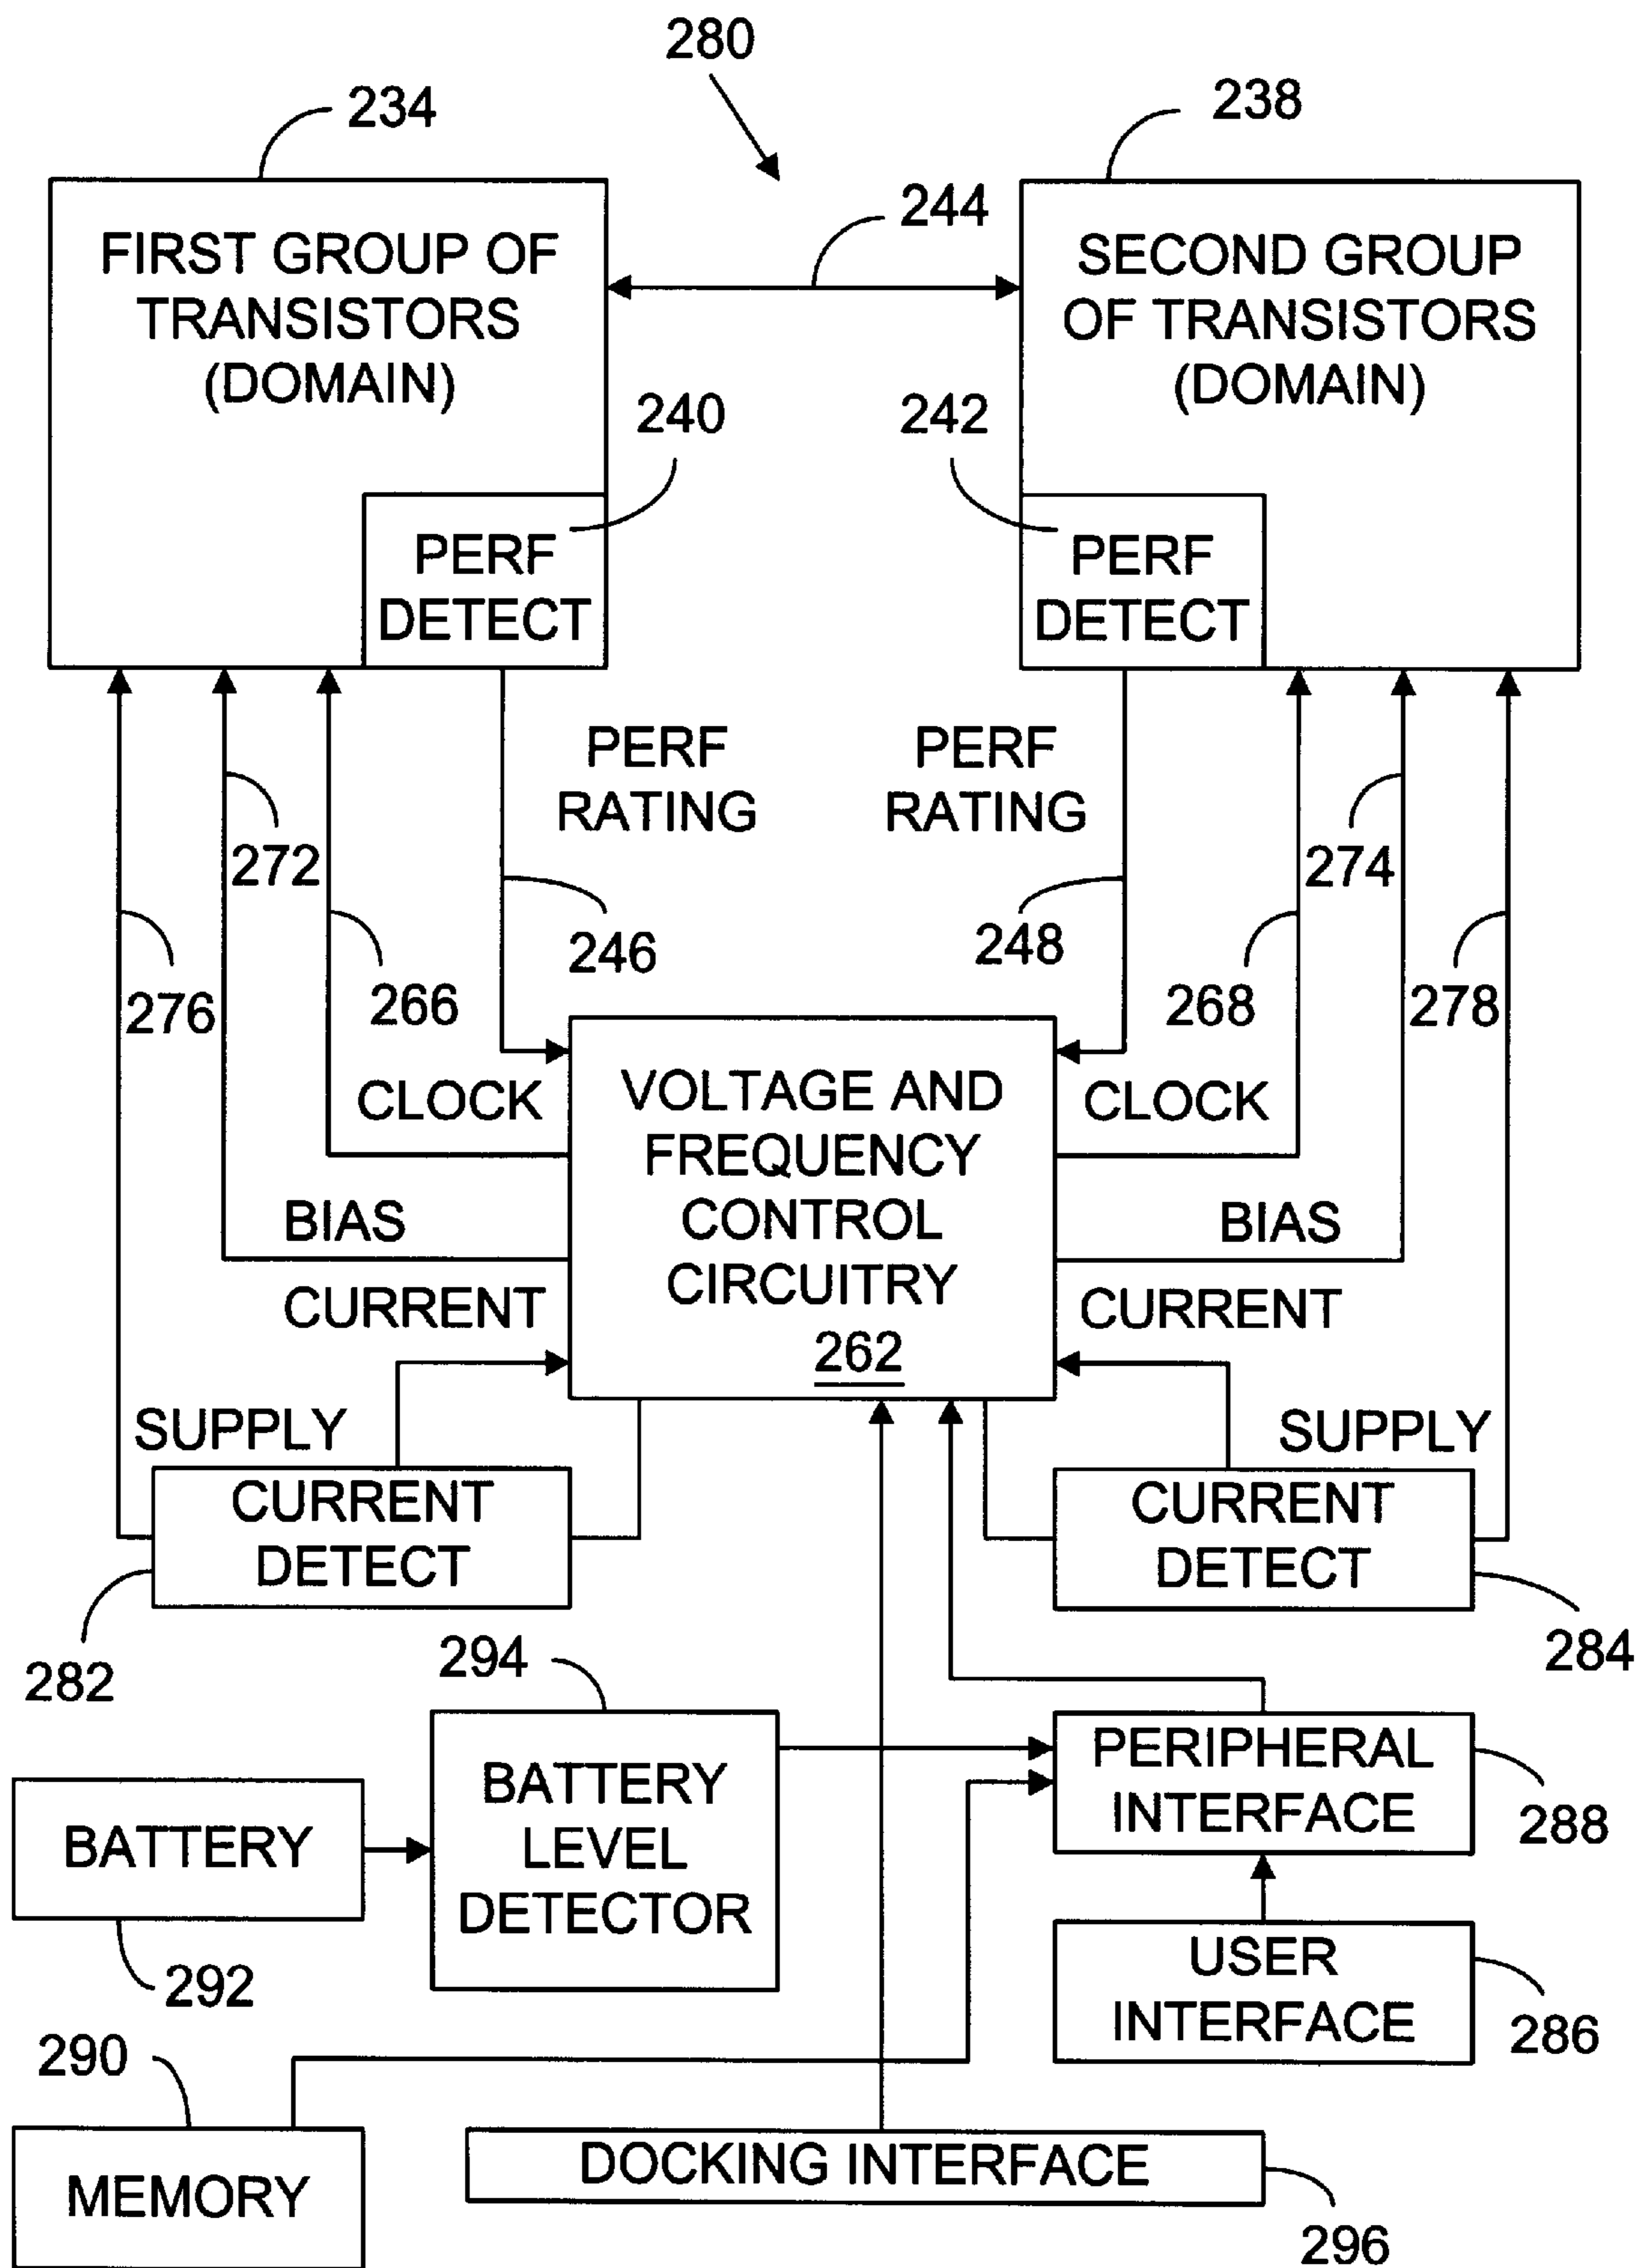 280
234
238
FIRST GROUP OF
TRANSISTORS
(DOMAIN)
244
SECOND GROUP
OF TRANSISTORS
(DOMAIN)
240
242
PERF
DETECT
PERF
DETECT
PERF
RATING
PERF
RATING
272
274
246
248
276
266
268
278
CLOCK
VOLTAGE AND
FREQUENCY
CONTROL
CIRCUITRY
262
CLOCK
BIAS
BIAS
CURRENT
CURRENT
SUPPLY
SUPPLY
CURRENT
DETECT
CURRENT
DETECT
282
284
294
BATTERY
LEVEL
DETECTOR
PERIPHERAL
INTERFACE
288
BATTERY
292
USER
INTERFACE
286
290
MEMORY
DOCKING INTERFACE
296